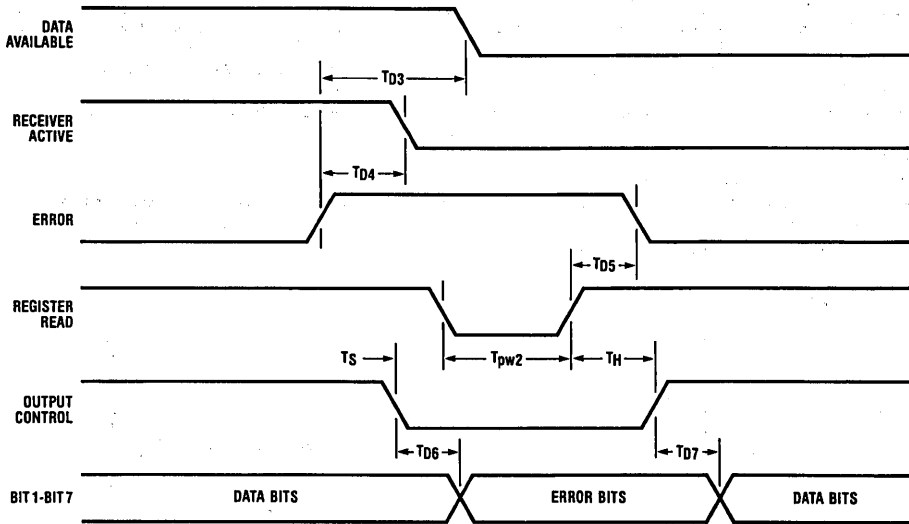 DATA
AVAILABLE
TD3
RECEIVER
ACTIVE
TD4
ERROR
TD5
REGISTER
READ
TS
Tpw2
TH
OUTPUT
CONTROL
TD6
TD7
BIT 1-BIT 7
DATA BITS
ERROR BITS
DATA BITS